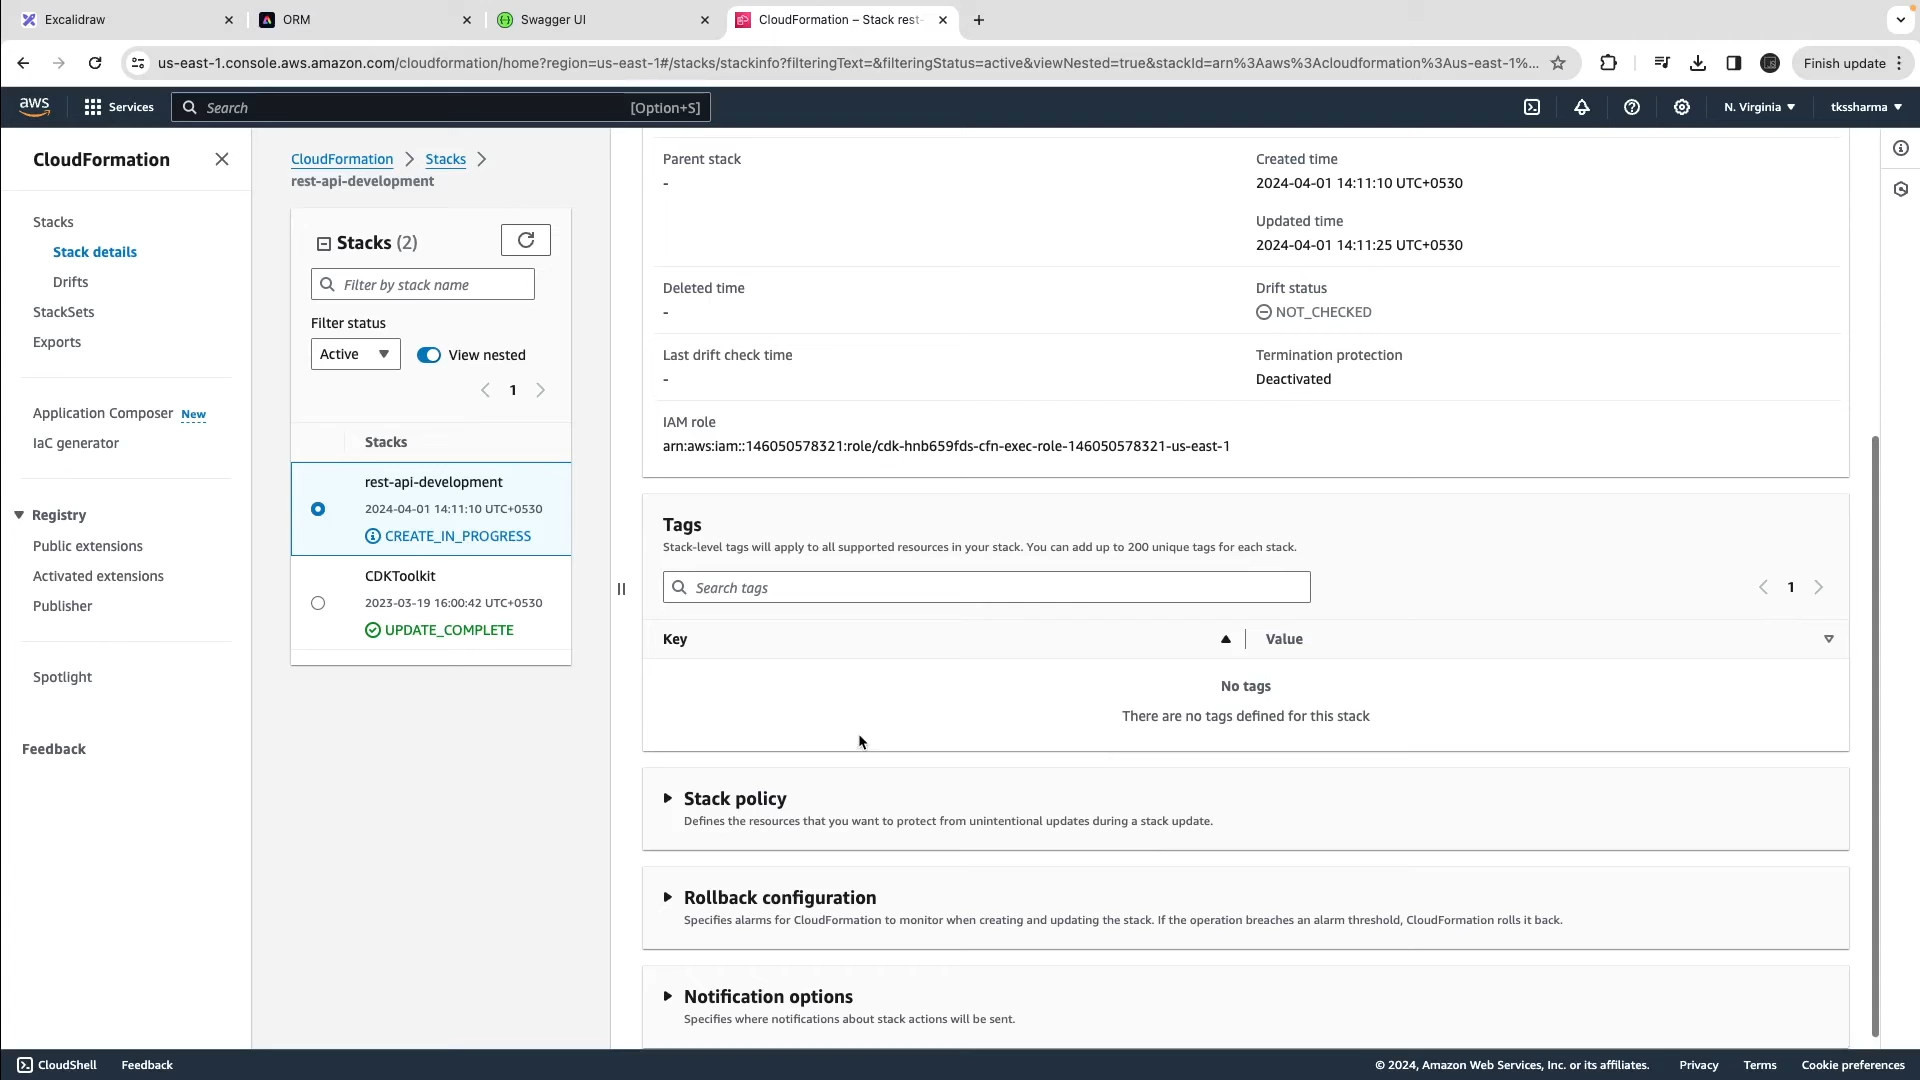 Excalidraw
ORM
Swagger UI
CloudFormation – Stack rest-
us-east-1.console.aws.amazon.com/cloudformation/home?region=us-east-1#/stacks/stackinfo?filteringText=&filteringStatus=active&viewNested=true&stackId=arn%3Aaws%3Acloudformation%3Aus-east-1%...
Finish update
aws
Services
Search
[Option+S]
N. Virginia
tkssharma
CloudFormation
Stacks
Stack details
Drifts
StackSets
Exports
Application Composer New
IaC generator
Registry
Public extensions
Activated extensions
Publisher
Spotlight
Feedback
CloudFormation
Stacks
rest-api-development
Stacks (2)
Filter by stack name
Filter status
Active
View nested
1
Stacks
rest-api-development
2024-04-01 14:11:10 UTC+0530
CREATE_IN_PROGRESS
CDKToolkit
2023-03-19 16:00:42 UTC+0530
UPDATE_COMPLETE
Parent stack
-
Created time
2024-04-01 14:11:10 UTC+0530
Updated time
2024-04-01 14:11:25 UTC+0530
Deleted time
-
Drift status
NOT_CHECKED
Last drift check time
-
Termination protection
Deactivated
IAM role
arn:aws:iam::146050578321:role/cdk-hnb659fds-cfn-exec-role-146050578321-us-east-1
Tags
Stack-level tags will apply to all supported resources in your stack. You can add up to 200 unique tags for each stack.
Search tags
1
Key
Value
No tags
There are no tags defined for this stack
Stack policy
Defines the resources that you want to protect from unintentional updates during a stack update.
Rollback configuration
Specifies alarms for CloudFormation to monitor when creating and updating the stack. If the operation breaches an alarm threshold, CloudFormation rolls it back.
Notification options
Specifies where notifications about stack actions will be sent.
CloudShell
Feedback
© 2024, Amazon Web Services, Inc. or its affiliates.
Privacy
Terms
Cookie preferences